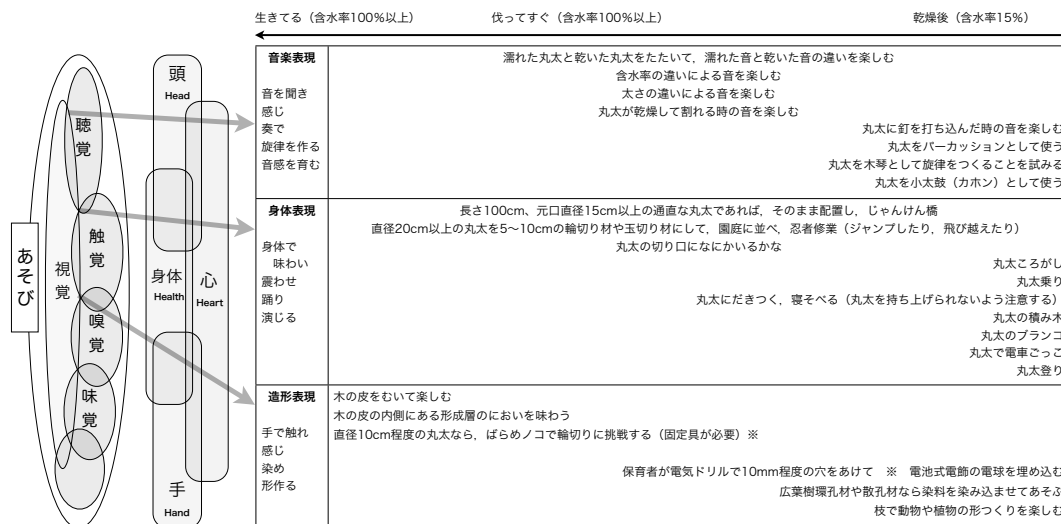 生きてる（含水率100％以上）　伐ってすぐ（含水率100％以上）　乾燥後（含水率15％）
あそび
視覚
聴覚
触覚
嗅覚
味覚
頭
Head
身体
Health
心
Heart
手
Hand
音楽表現
音を聞き
感じ
奏で
旋律を作る
音感を育む
濡れた丸太と乾いた丸太をたたいて，濡れた音と乾いた音の違いを楽しむ
含水率の違いによる音を楽しむ
太さの違いによる音を楽しむ
丸太が乾燥して割れる時の音を楽しむ
丸太に釘を打ち込んだ時の音を楽しむ
丸太をパーカッションとして使う
丸太を木琴として旋律をつくることを試みる
丸太を小太鼓（カホン）として使う
身体表現
身体で
味わい
震わせ
踊り
演じる
長さ100cm、元口直径15cm以上の通直な丸太であれば，そのまま配置し，じゃんけん橋
直径20cm以上の丸太を5〜10cmの輪切り材や玉切り材にして，園庭に並べ，忍者修業（ジャンプしたり，飛び越えたり）
丸太の切り口になにかいるかな
丸太ころがし
丸太乗り
丸太にだきつく，寝そべる（丸太を持ち上げられないよう注意する）
丸太の積み木
丸太のブランコ
丸太で電車ごっこ
丸太登り
造形表現
手で触れ
感じ
染め
形作る
木の皮をむいて楽しむ
木の皮の内側にある形成層のにおいを味わう
直径10cm程度の丸太なら，ばらめノコで輪切りに挑戦する（固定具が必要）※
保育者が電気ドリルで10mm程度の穴をあけて　※　電池式電飾の電球を埋め込む
広葉樹環孔材や散孔材なら染料を染み込ませてあそぶ
枝で動物や植物の形つくりを楽しむ